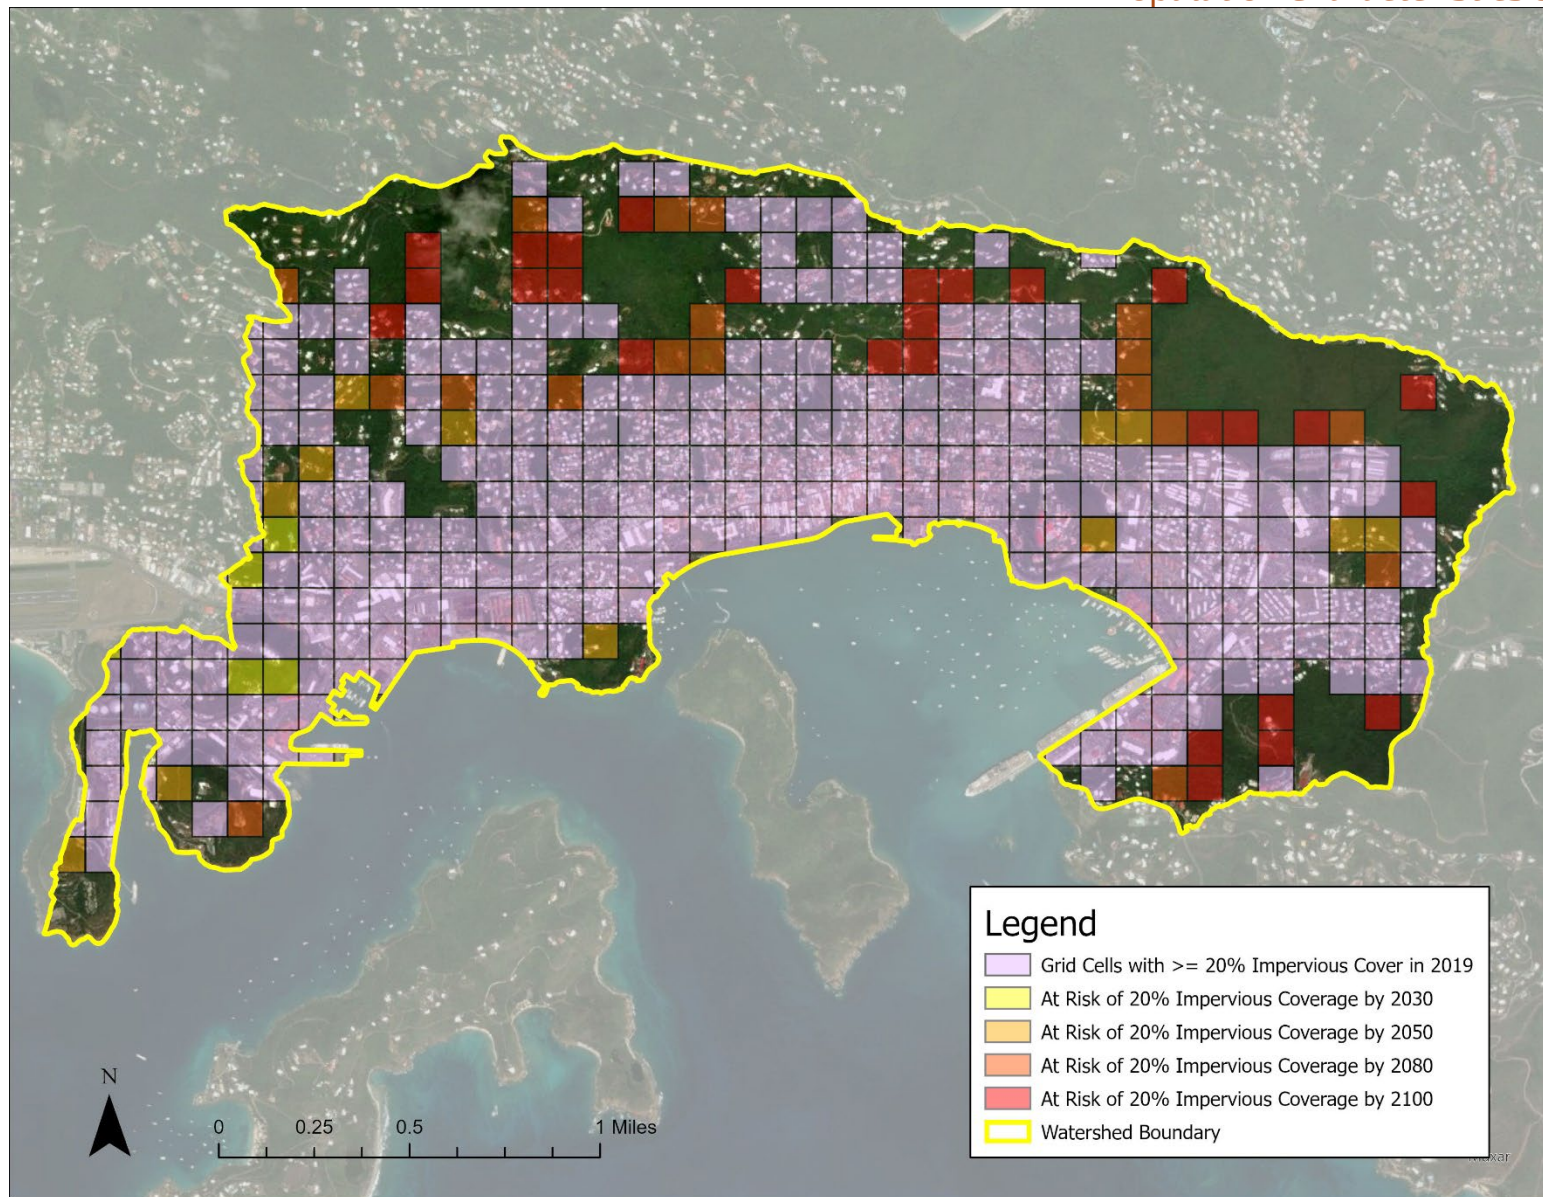 Legend
Grid Cells with >= 20% Impervious Cover in 2019
At Risk of 20% Impervious Coverage by 2030
At Risk of 20% Impervious Coverage by 2050
At Risk of 20% Impervious Coverage by 2080
At Risk of 20% Impervious Coverage by 2100
Watershed Boundary
N
0 0.25 0.5 1 Miles